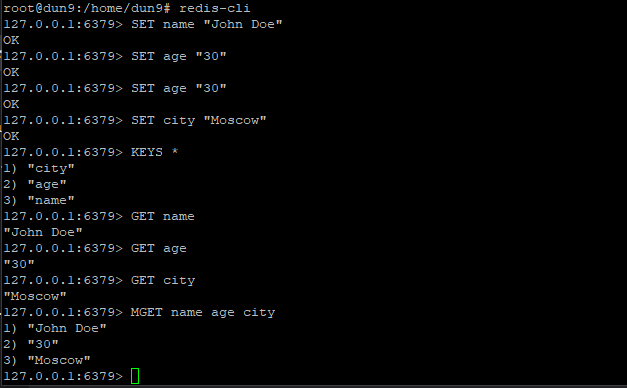 root@dun9:/home/dun9# redis-cli
127.0.0.1:6379> SET name "John Doe"
OK
127.0.0.1:6379> SET age "30"
OK
127.0.0.1:6379> SET age "30"
OK
127.0.0.1:6379> SET city "Moscow"
OK
127.0.0.1:6379> KEYS *
1) "city"
2) "age"
3) "name"
127.0.0.1:6379> GET name
"John Doe"
127.0.0.1:6379> GET age
"30"
127.0.0.1:6379> GET city
"Moscow"
127.0.0.1:6379> MGET name age city
1) "John Doe"
2) "30"
3) "Moscow"
127.0.0.1:6379>